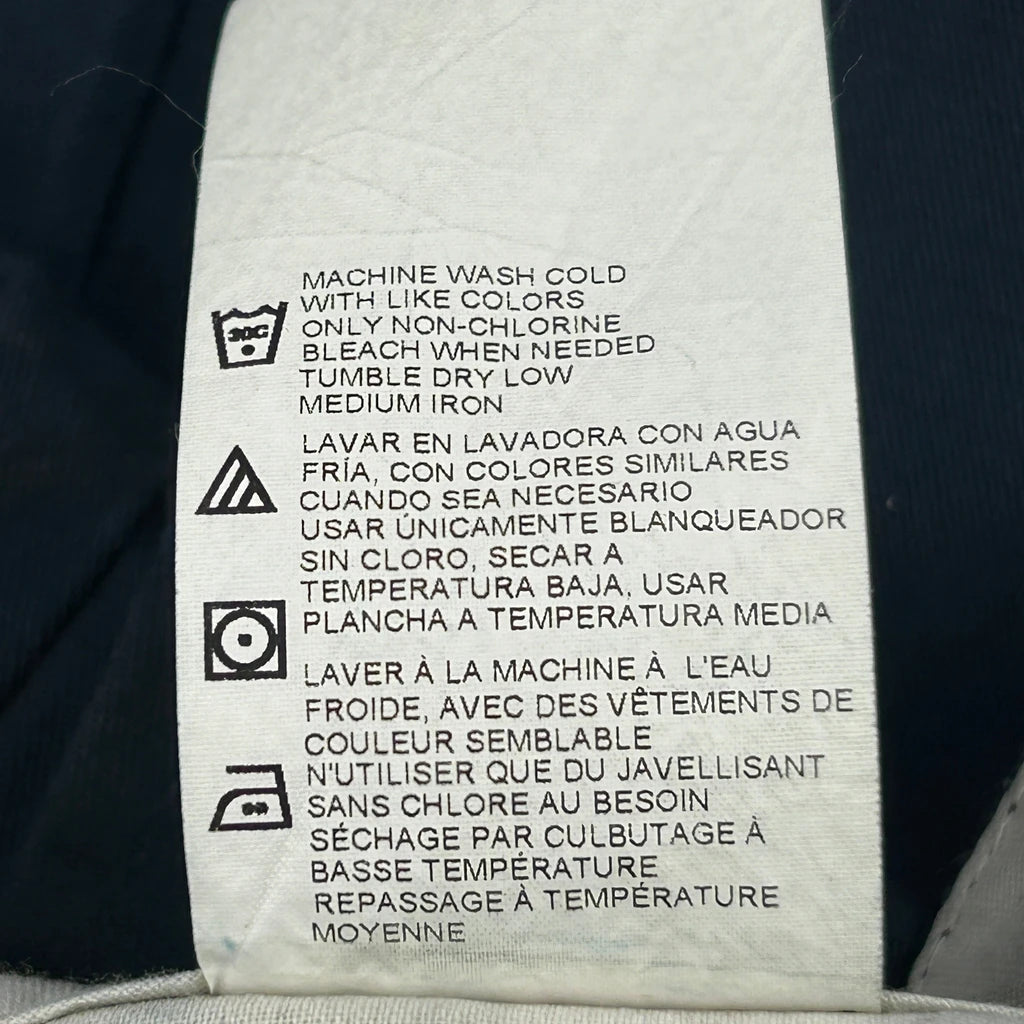 MACHINE WASH COLD
WITH LIKE COLORS
ONLY NON-CHLORINE
BLEACH WHEN NEEDED
TUMBLE DRY LOW
MEDIUM IRON
30C
LAVAR EN LAVADORA CON AGUA
FRÍA, CON COLORES SIMILARES
CUANDO SEA NECESARIO
USAR ÚNICAMENTE BLANQUEADOR
SIN CLORO, SECAR A
TEMPERATURA BAJA, USAR
PLANCHA A TEMPERATURA MEDIA
LAVER À LA MACHINE À L'EAU
FROIDE, AVEC DES VÊTEMENTS DE
COULEUR SEMBLABLE
N'UTILISER QUE DU JAVELLISANT
SANS CHLORE AU BESOIN
SÉCHAGE PAR CULBUTAGE À
BASSE TEMPÉRATURE
REPASSAGE À TEMPÉRATURE
MOYENNE